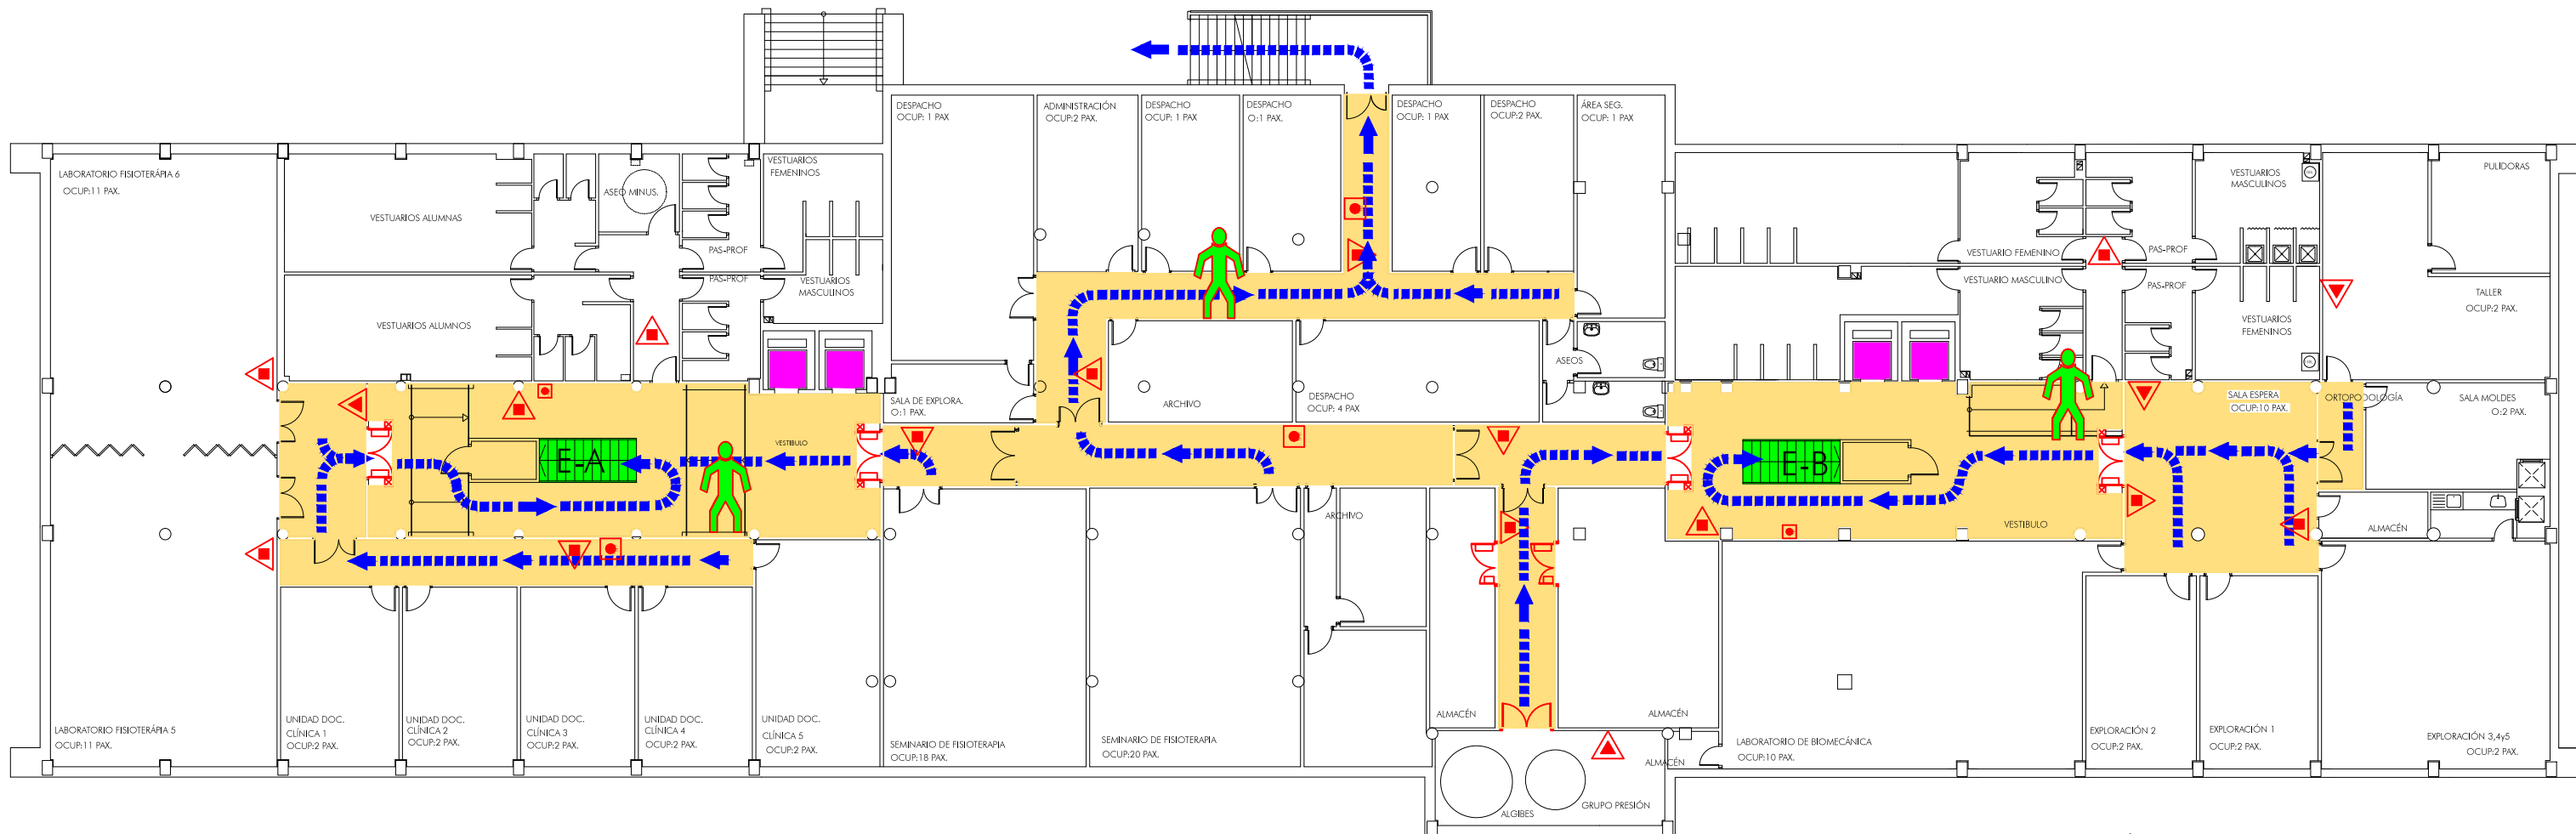 LABORATORIO FISIOTERÁPIA 6
OCUP:11 PAX.
VESTUARIOS ALUMNAS
VESTUARIOS ALUMNOS
ASEO MINUS.
PAS-PROF
PAS-PROF
VESTUARIOS
FEMENINOS
VESTUARIOS
MASCULINOS
DESPACHO
OCUP: 1 PAX
ADMINISTRACIÓN
OCUP:2 PAX.
DESPACHO
OCUP: 1 PAX
DESPACHO
O:1 PAX.
DESPACHO
OCUP: 1 PAX
DESPACHO
OCUP:2 PAX.
ÁREA SEG.
OCUP: 1 PAX
VESTUARIO FEMENINO
VESTUARIO MASCULINO
PAS-PROF
PAS-PROF
VESTUARIOS
MASCULINOS
VESTUARIOS
FEMENINOS
PULIDORAS
TALLER
OCUP:2 PAX.
SALA DE EXPLORA.
O:1 PAX.
ARCHIVO
DESPACHO
OCUP: 4 PAX
ASEOS
SALA ESPERA
OCUP:10 PAX.
ORTOPODOLOGÍA
SALA MOLDES
O:2 PAX.
E-A
VESTIBULO
E-B
VESTIBULO
ARCHIVO
ALMACÉN
LABORATORIO FISIOTERÁPIA 5
OCUP:11 PAX.
UNIDAD DOC.
CLÍNICA 1
OCUP:2 PAX.
UNIDAD DOC.
CLÍNICA 2
OCUP:2 PAX.
UNIDAD DOC.
CLÍNICA 3
OCUP:2 PAX.
UNIDAD DOC.
CLÍNICA 4
OCUP:2 PAX.
UNIDAD DOC.
CLÍNICA 5
OCUP:2 PAX.
SEMINARIO DE FISIOTERAPIA
OCUP:18 PAX.
SEMINARIO DE FISIOTERAPIA
OCUP:20 PAX.
ALMACÉN
ALMACÉN
ALMACÉN
LABORATORIO DE BIOMECÁNICA
OCUP:10 PAX.
EXPLORACIÓN 2
OCUP:2 PAX.
EXPLORACIÓN 1
OCUP:2 PAX.
EXPLORACIÓN 3,4y5
OCUP:2 PAX.
ALGIBES
GRUPO PRESIÓN